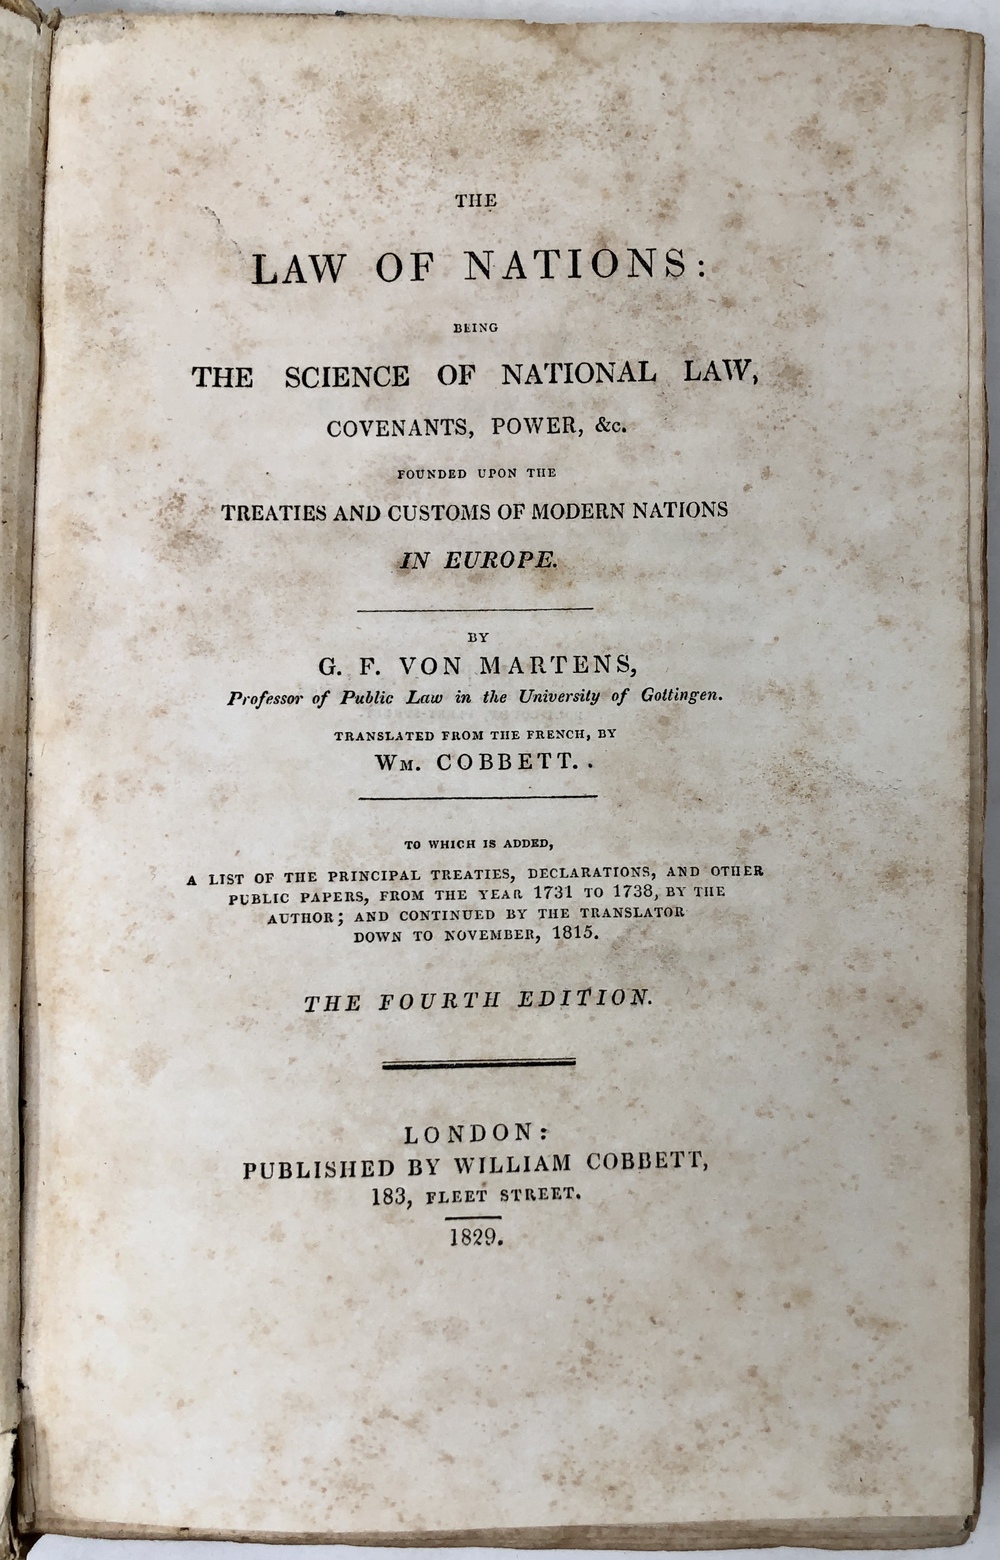 THE
LAW OF NATIONS:
BEING
THE SCIENCE OF NATIONAL LAW,
COVENANTS, POWER, &c.
FOUNDED UPON THE
TREATIES AND CUSTOMS OF MODERN NATIONS
IN EUROPE.
BY
G. F. VON MARTENS,
Professor of Public Law in the University of Gottingen.
TRANSLATED FROM THE FRENCH, BY
WM. COBBETT. .
TO WHICH IS ADDED,
A LIST OF THE PRINCIPAL TREATIES, DECLARATIONS, AND OTHER
PUBLIC PAPERS, FROM THE YEAR 1731 TO 1738, BY THE
AUTHOR; AND CONTINUED BY THE TRANSLATOR
DOWN TO NOVEMBER, 1815.
THE FOURTH EDITION.
LONDON:
PUBLISHED BY WILLIAM COBBETT,
183, FLEET STREET.
1829.